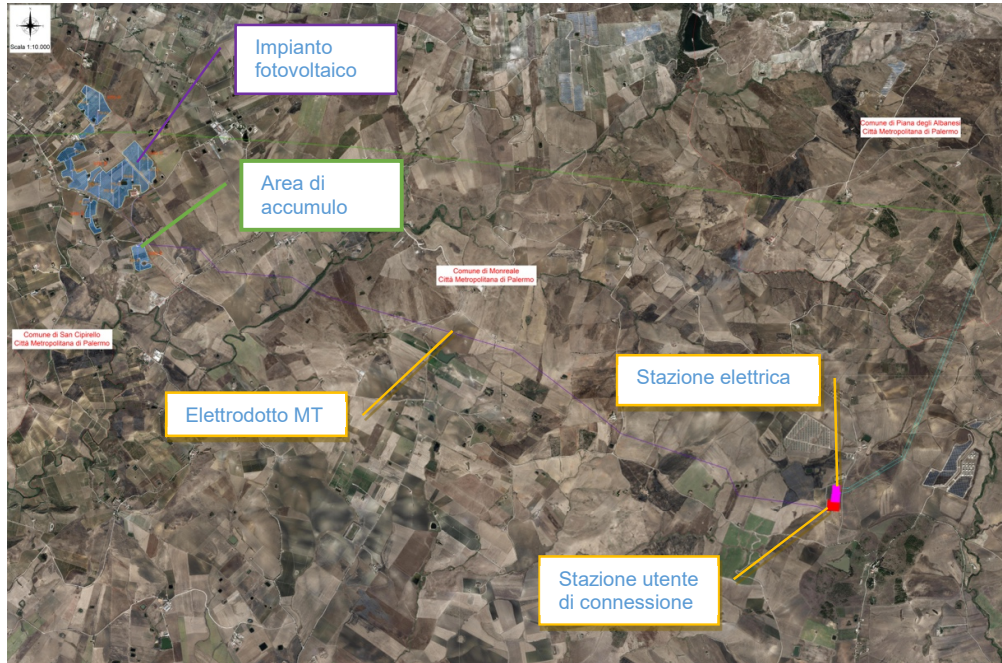 Scala 1:10.000
Impianto
fotovoltaico
Comune di Piana degli Albanesi
Città Metropolitana di Palermo
Area di
accumulo
Comune di Monreale
Città Metropolitana di Palermo
Comune di San Cipirello
Città Metropolitana di Palermo
Stazione elettrica
Elettrodotto MT
Stazione utente
di connessione